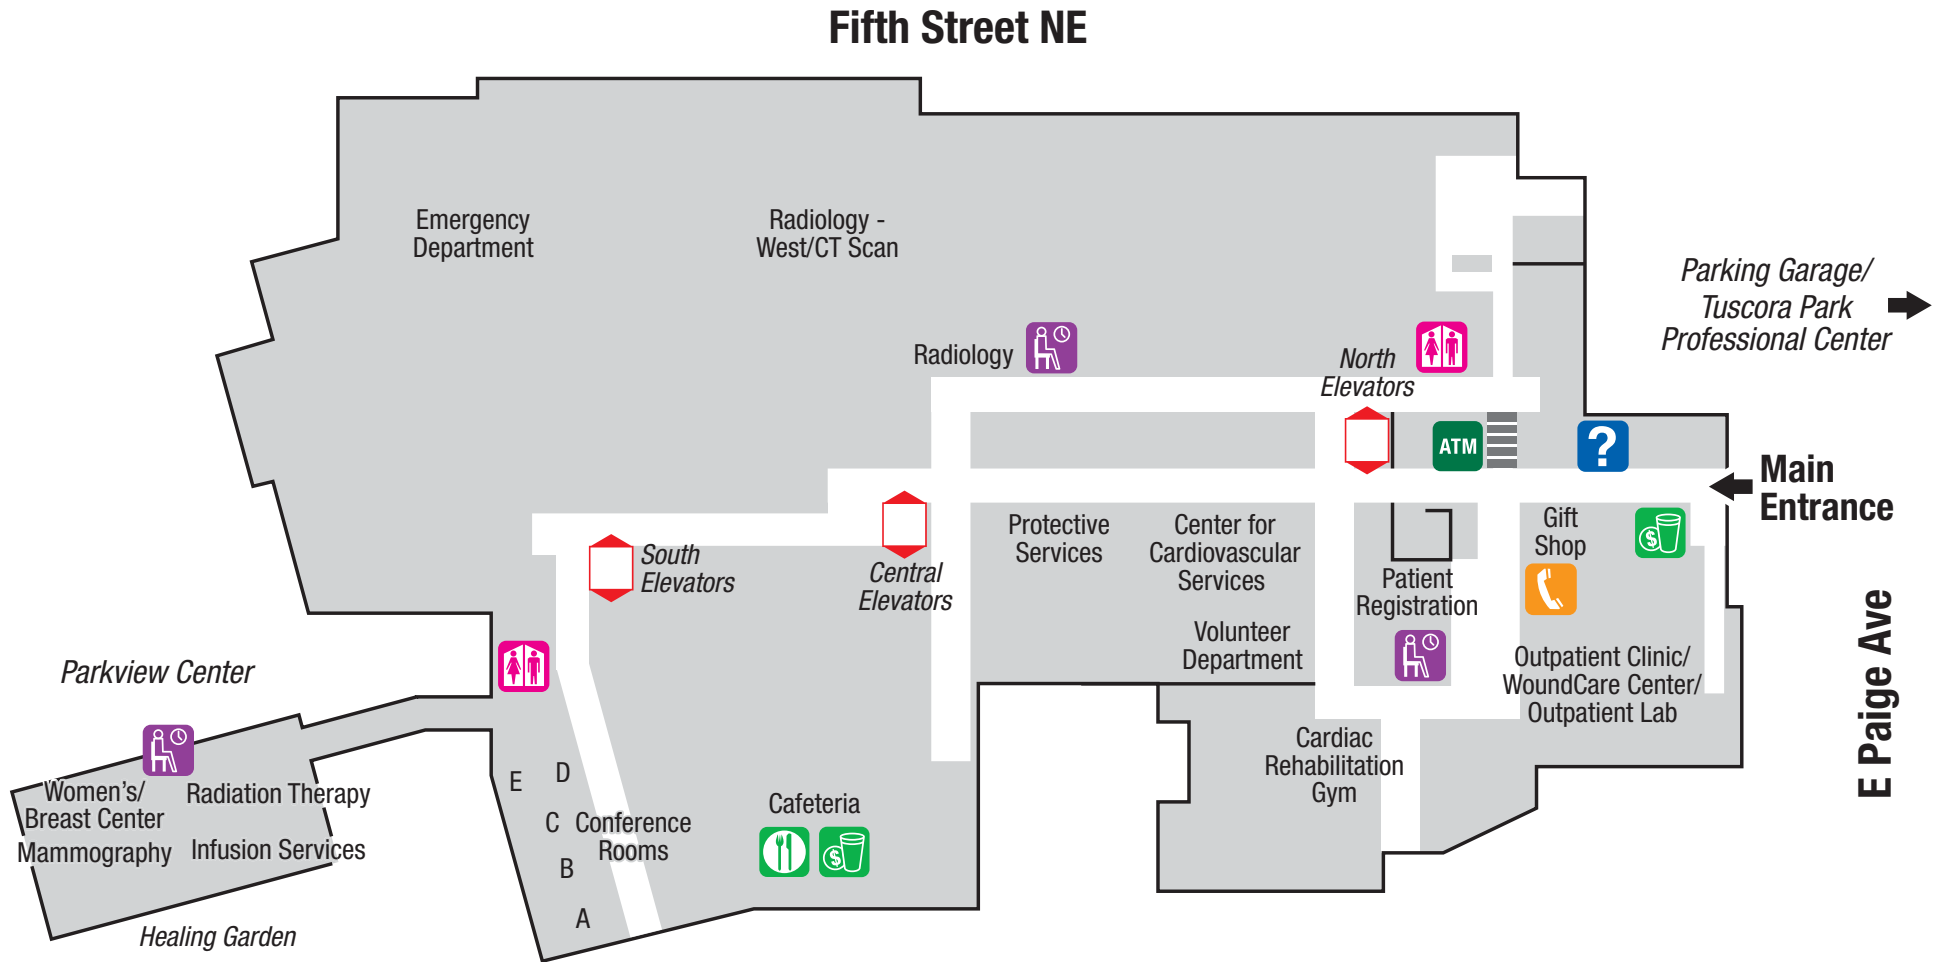 Fifth Street NE
Emergency
Department
Radiology -
West/CT Scan
Parking Garage/
Tuscora Park
Professional Center
Radiology
North
Elevators
ATM
?
Main
Entrance
South
Elevators
Central
Elevators
Protective
Services
Center for
Cardiovascular
Services
Volunteer
Department
Patient
Registration
Gift
Shop
$
Outpatient Clinic/
WoundCare Center/
Outpatient Lab
E Paige Ave
Parkview Center
Women's/
Breast Center
Mammography
Radiation Therapy
Infusion Services
Healing Garden
E
D
C
B
A
Conference
Rooms
Cafeteria
$
Cardiac
Rehabilitation
Gym